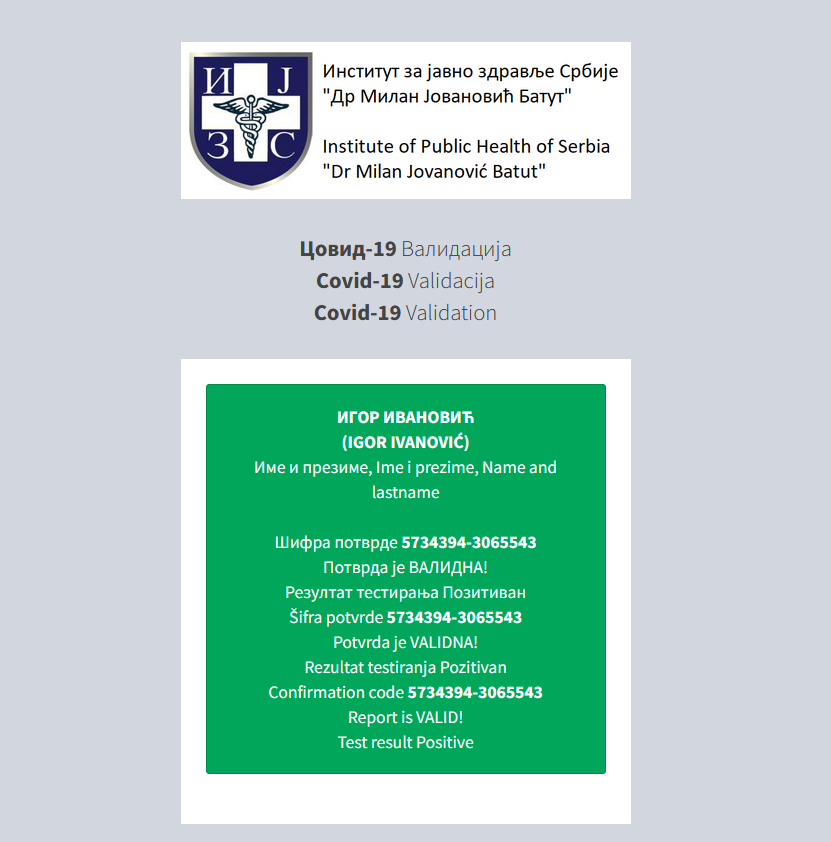 И Ј
З С
Институт за јавно здравље Србије
"Др Милан Јовановић Батут"
Institute of Public Health of Serbia
"Dr Milan Jovanović Batut"
Цовид-19 Валидација
Covid-19 Validacija
Covid-19 Validation
ИГОР ИВАНОВИЋ
(IGOR IVANOVIĆ)
Име и презиме, Ime i prezime, Name and
lastname
Шифра потврде 5734394-3065543
Потврда је ВАЛИДНА!
Резултат тестирања Позитиван
Šifra potvrde 5734394-3065543
Potvrda je VALIDNA!
Rezultat testiranja Pozitivan
Confirmation code 5734394-3065543
Report is VALID!
Test result Positive